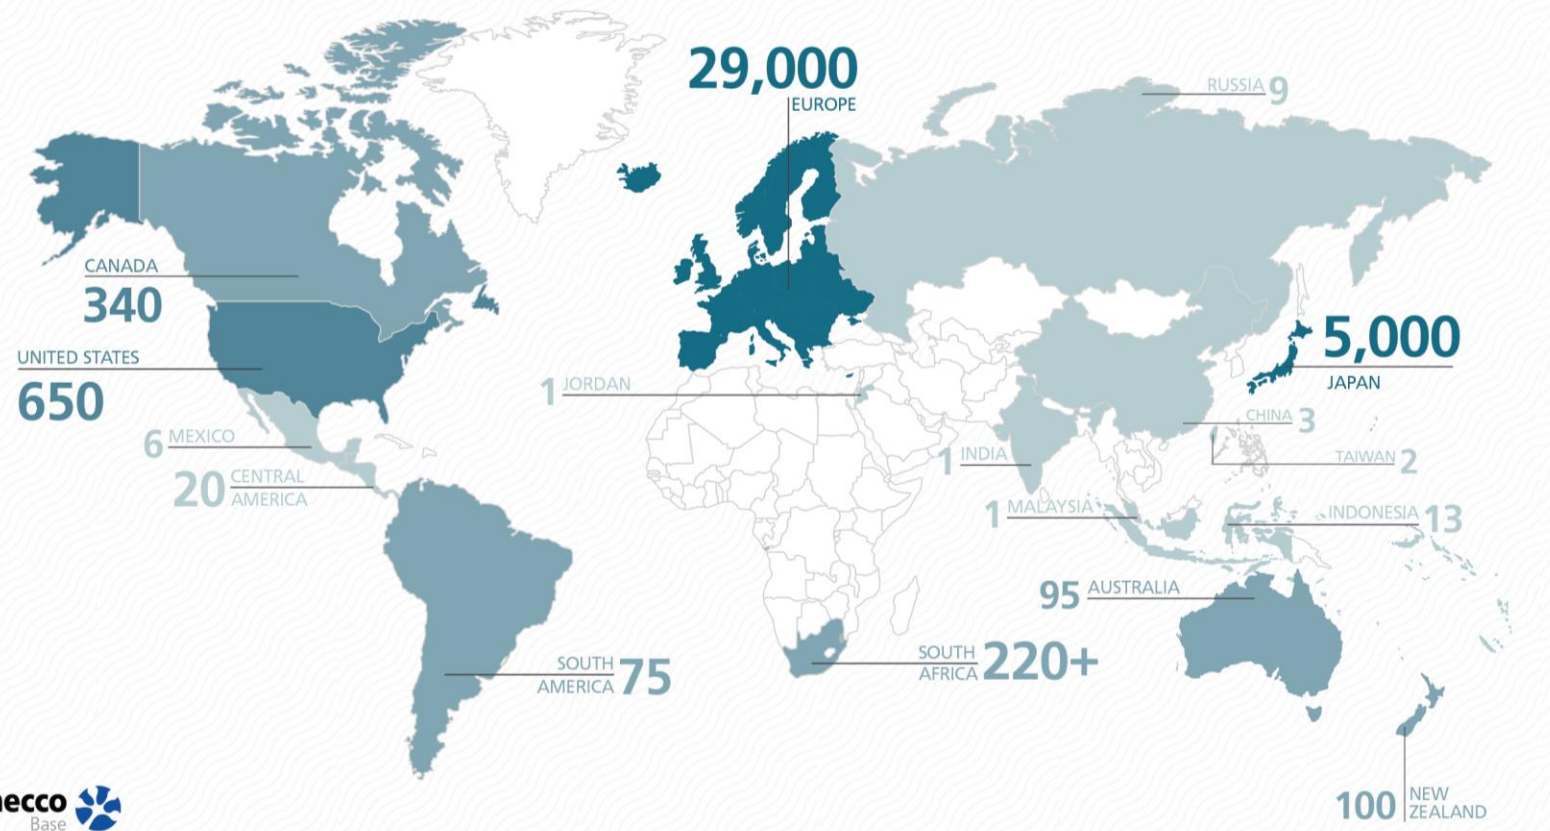 29,000
EUROPE
RUSSIA 9
CANADA
340
UNITED STATES
650
5,000
JAPAN
1 JORDAN
CHINA 3
6 MEXICO
1 INDIA
TAIWAN 2
20 CENTRAL
AMERICA
1 MALAYSIA
INDONESIA 13
95 AUSTRALIA
SOUTH
AMERICA 75
SOUTH
AFRICA 220+
100 NEW
ZEALAND
Base